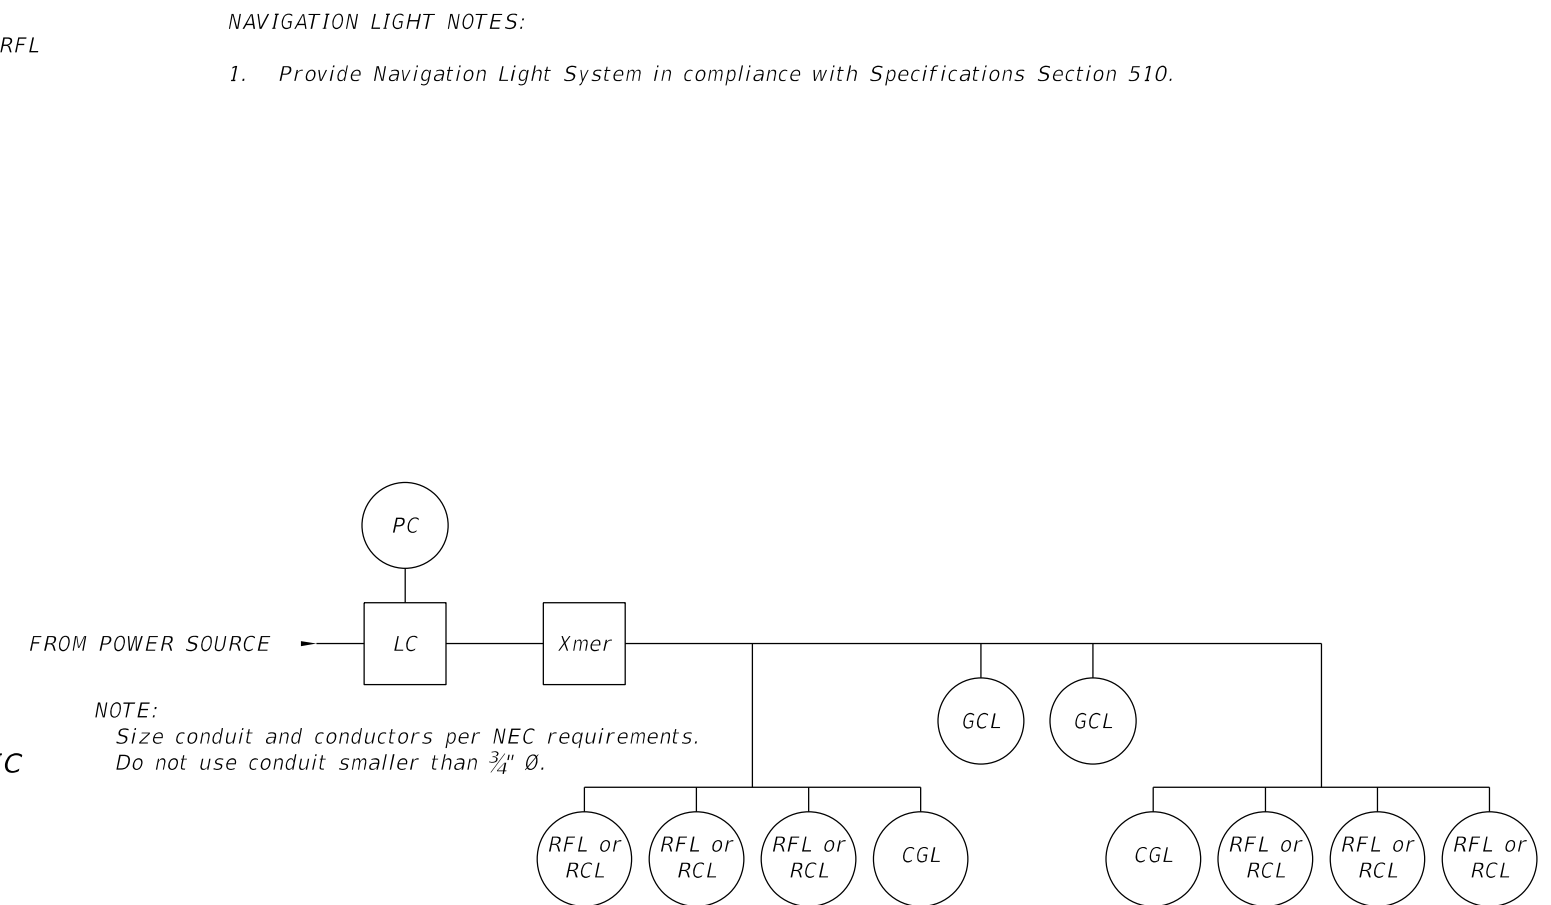 NAVIGATION LIGHT NOTES:
RFL
1. Provide Navigation Light System in compliance with Specifications Section 510.
PC
FROM POWER SOURCE
LC
Xmer
NOTE:
Size conduit and conductors per NEC requirements.
Do not use conduit smaller than ¾" Ø.
GCL
GCL
RFL or
RCL
RFL or
RCL
RFL or
RCL
CGL
CGL
RFL or
RCL
RFL or
RCL
RFL or
RCL